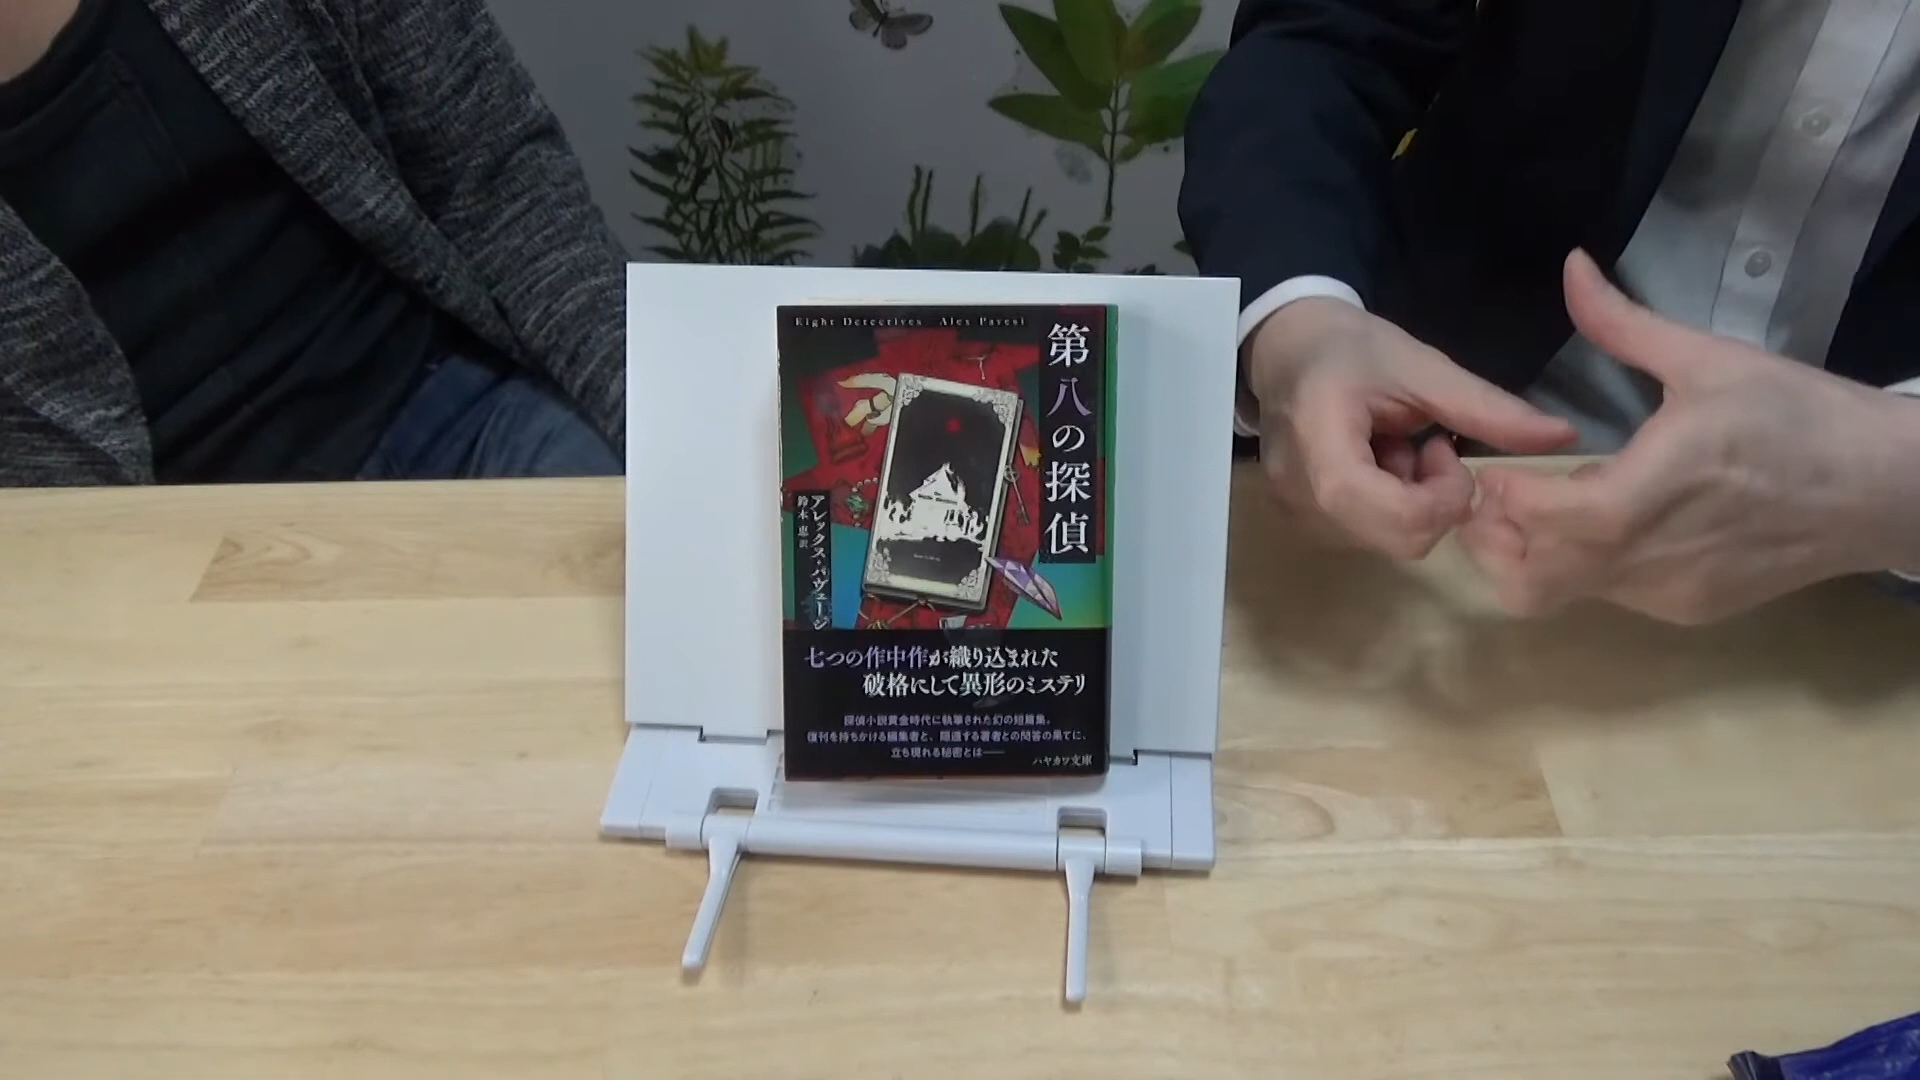 Eight Detectives Alex Pavesi
第八の探偵
アレックス・パヴェージ
鈴木 恵 訳
七つの作中作が織り込まれた
破格にして異形のミステリ
探偵小説黄金時代に執筆された幻の短篇集。
復刊を持ちかける編集者と、隠遁する著者との問答の果てに、
立ち現れる秘密とは——
ハヤカワ文庫